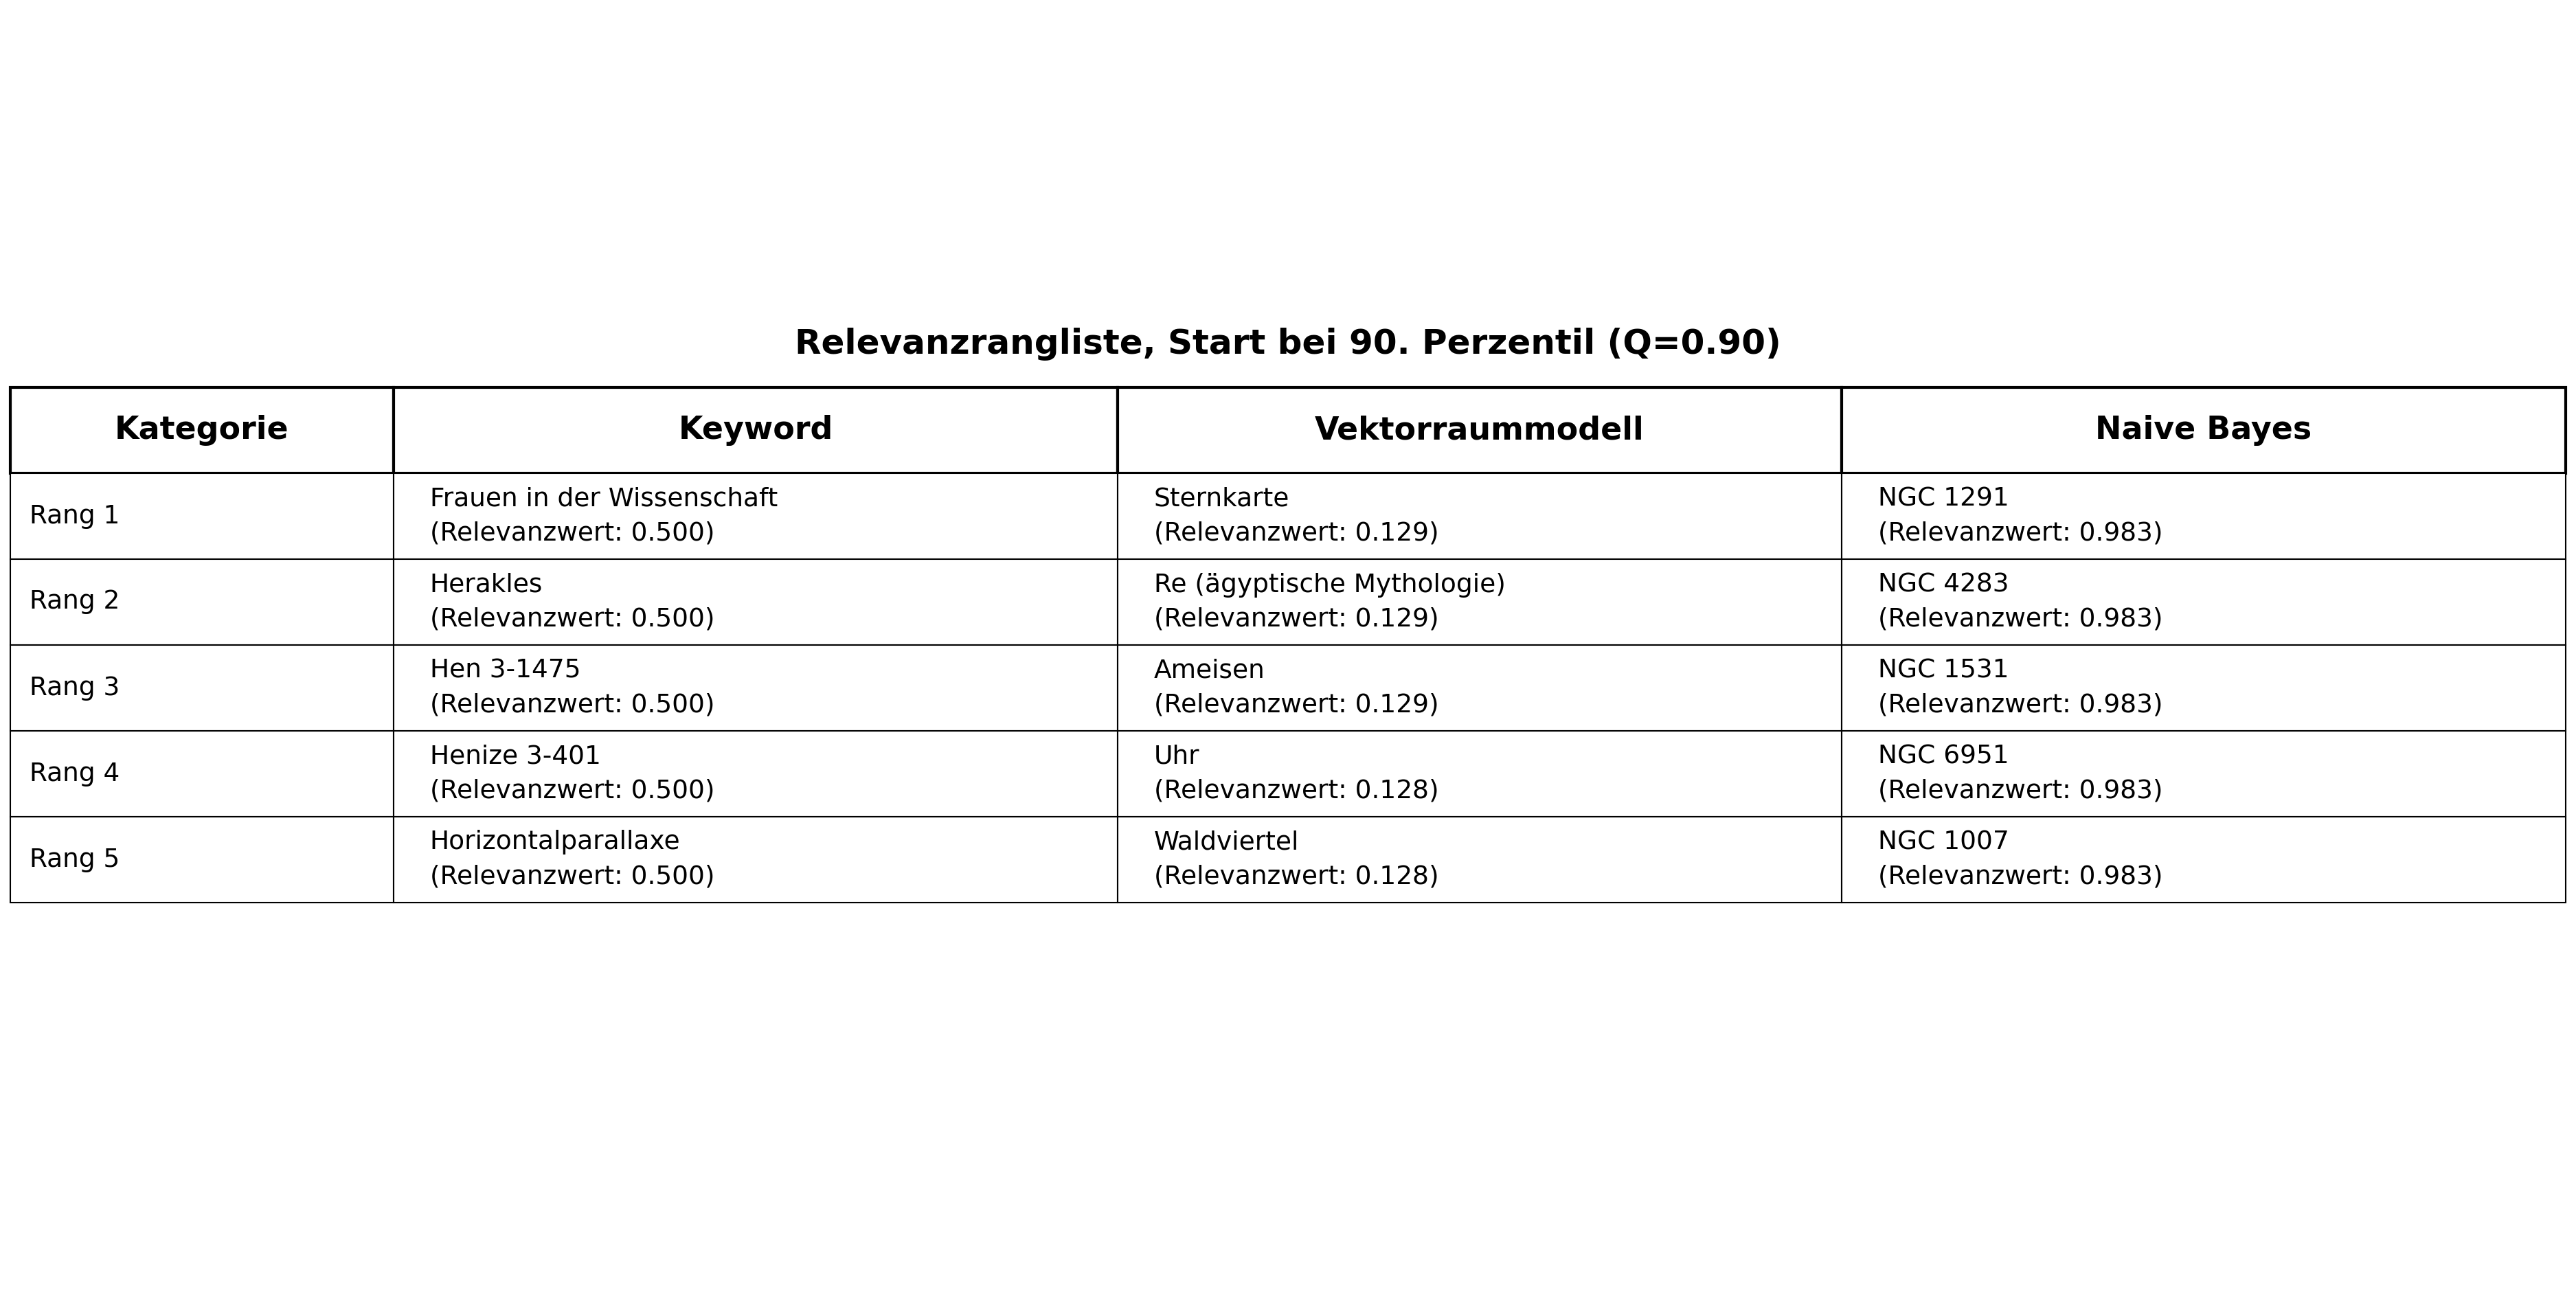 Relevanzrangliste, Start bei 90. Perzentil (Q=0.90)
Kategorie
Keyword
Vektorraummodell
Naive Bayes
Rang 1
Frauen in der Wissenschaft
(Relevanzwert: 0.500)
Sternkarte
(Relevanzwert: 0.129)
NGC 1291
(Relevanzwert: 0.983)
Rang 2
Herakles
(Relevanzwert: 0.500)
Re (ägyptische Mythologie)
(Relevanzwert: 0.129)
NGC 4283
(Relevanzwert: 0.983)
Rang 3
Hen 3-1475
(Relevanzwert: 0.500)
Ameisen
(Relevanzwert: 0.129)
NGC 1531
(Relevanzwert: 0.983)
Rang 4
Henize 3-401
(Relevanzwert: 0.500)
Uhr
(Relevanzwert: 0.128)
NGC 6951
(Relevanzwert: 0.983)
Rang 5
Horizontalparallaxe
(Relevanzwert: 0.500)
Waldviertel
(Relevanzwert: 0.128)
NGC 1007
(Relevanzwert: 0.983)